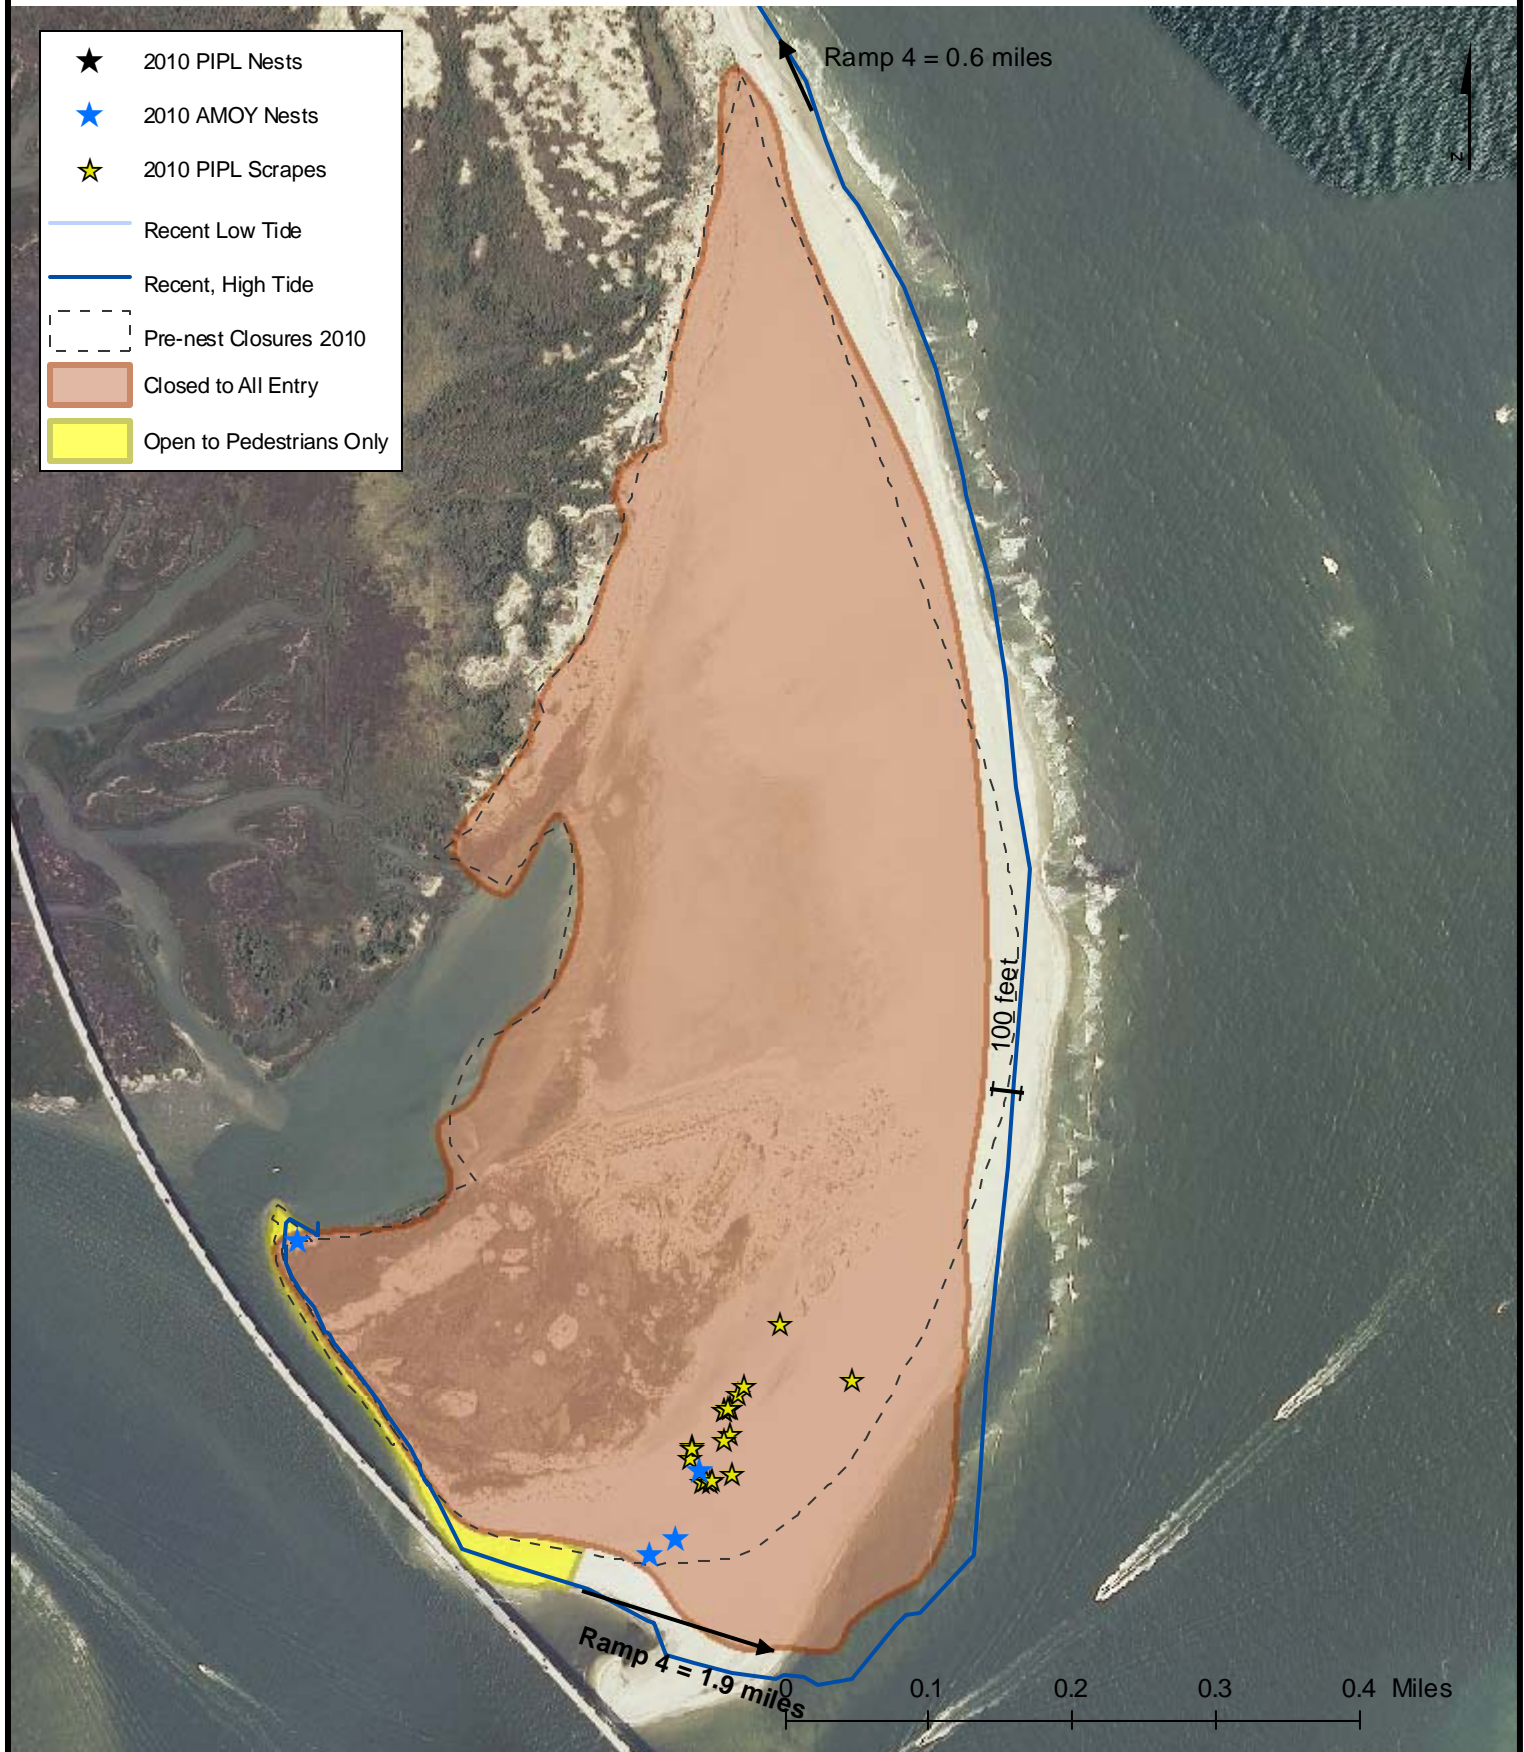 2010 PIPL Nests
2010 AMOY Nests
2010 PIPL Scrapes
Recent Low Tide
Recent, High Tide
Pre-nest Closures 2010
Closed to All Entry
Open to Pedestrians Only
Ramp 4 = 0.6 miles
z
100 feet
Ramp 4 = 1.9 miles
0 0.1 0.2 0.3 0.4 Miles